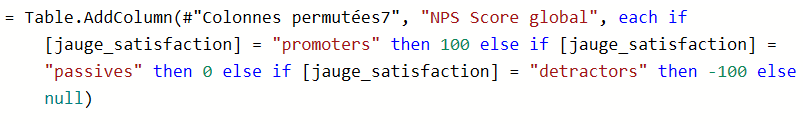 = Table.AddColumn(#"Colonnes permutées7", "NPS Score global", each if
[jauge_satisfaction] = "promoters" then 100 else if [jauge_satisfaction] =
"passives" then 0 else if [jauge_satisfaction] = "detractors" then -100 else
null)